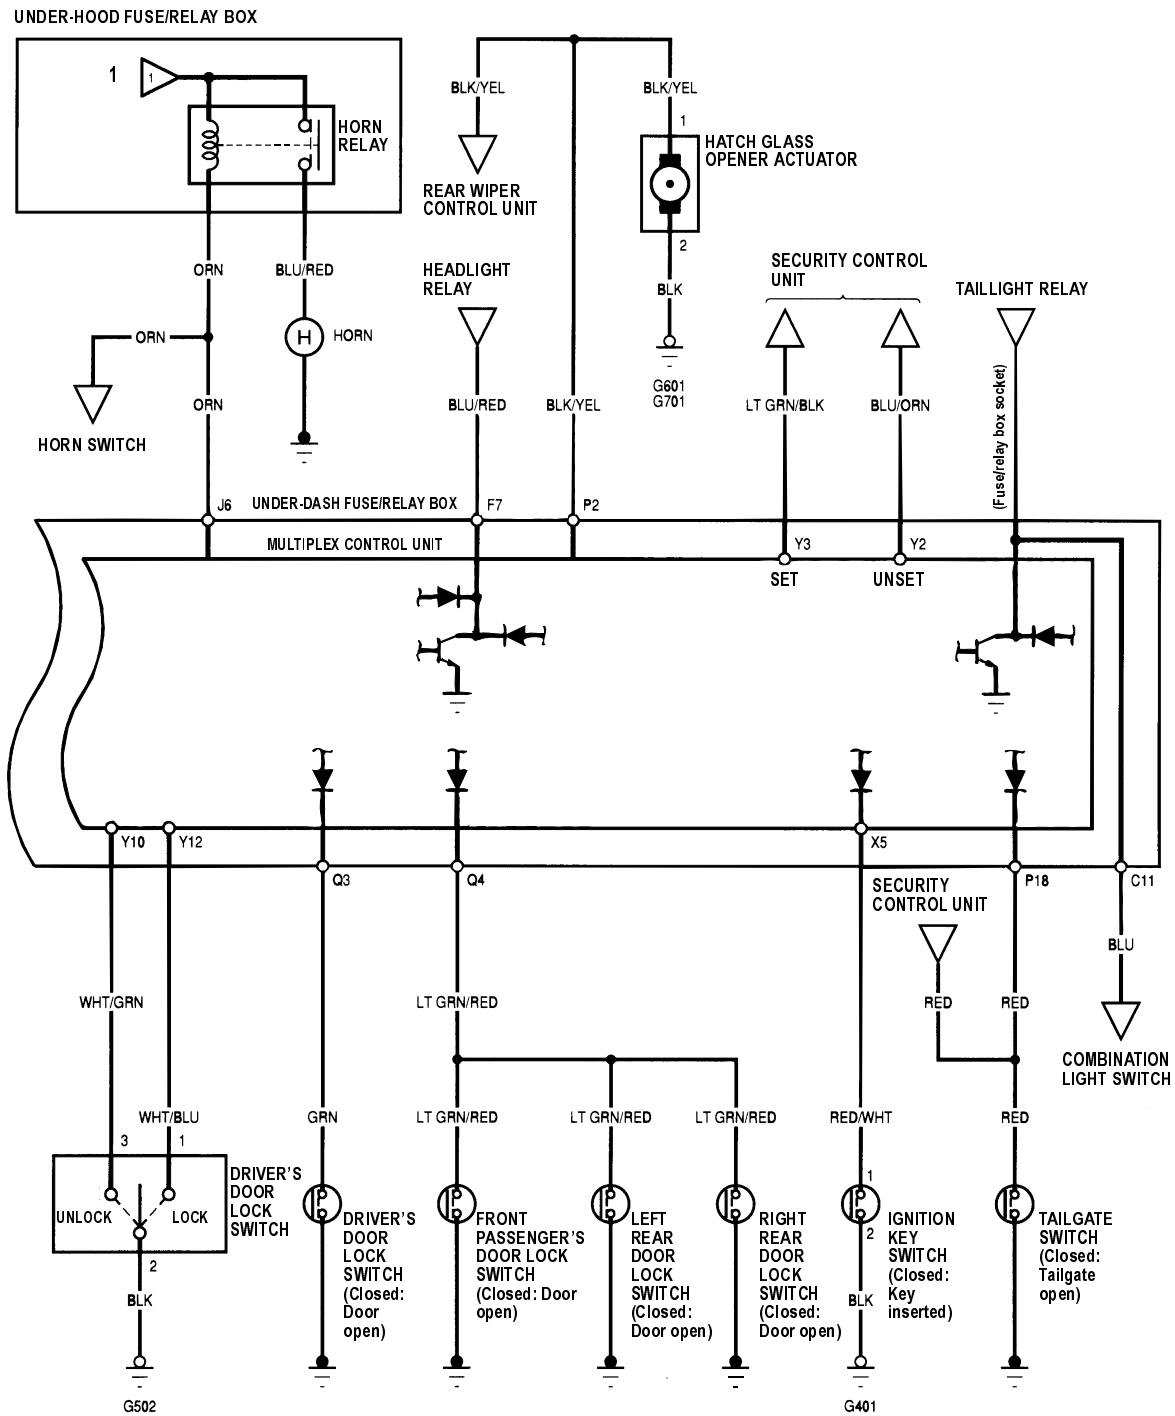 UNDER-HOOD FUSE/RELAY BOX
1
1
HORN
RELAY
BLK/YEL
BLK/YEL
1
HATCH GLASS
OPENER ACTUATOR
REAR WIPER
CONTROL UNIT
2
ORN
BLU/RED
HEADLIGHT
RELAY
BLK
SECURITY CONTROL
UNIT
TAILLIGHT RELAY
ORN
H
HORN
G601
G701
ORN
BLU/RED
BLK/YEL
LT GRN/BLK
BLU/ORN
(Fuse/relay box socket)
HORN SWITCH
J6
UNDER-DASH FUSE/RELAY BOX
F7
P2
MULTIPLEX CONTROL UNIT
Y3
Y2
SET
UNSET
Y10
Y12
X5
Q3
Q4
P18
C11
SECURITY
CONTROL UNIT
BLU
WHT/GRN
LT GRN/RED
RED
RED
COMBINATION
LIGHT SWITCH
WHT/BLU
GRN
LT GRN/RED
LT GRN/RED
LT GRN/RED
RED/WHT
RED
3
1
UNLOCK
LOCK
2
DRIVER'S
DOOR
LOCK
SWITCH
BLK
G502
DRIVER'S
DOOR
LOCK
SWITCH
(Closed:
Door
open)
FRONT
PASSENGER'S
DOOR LOCK
SWITCH
(Closed: Door
open)
LEFT
REAR
DOOR
LOCK
SWITCH
(Closed:
Door open)
RIGHT
REAR
DOOR
LOCK
SWITCH
(Closed:
Door open)
1
2
IGNITION
KEY
SWITCH
(Closed:
Key
inserted)
BLK
G401
TAILGATE
SWITCH
(Closed:
Tailgate
open)